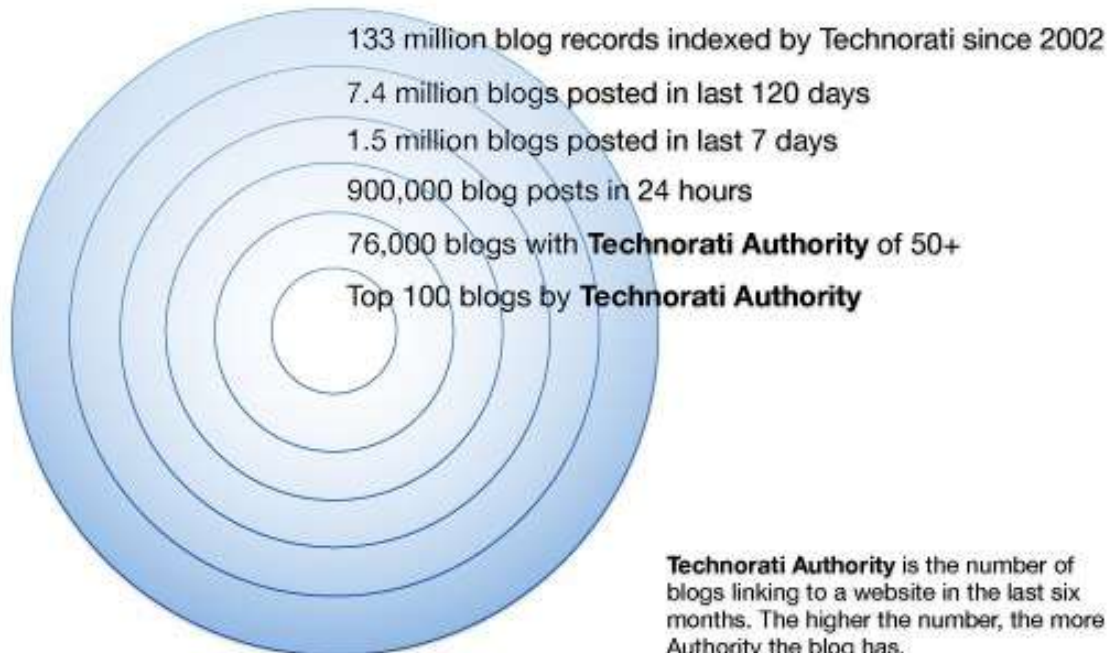 133 million blog records indexed by Technorati since 2002
7.4 million blogs posted in last 120 days
1.5 million blogs posted in last 7 days
900,000 blog posts in 24 hours
76,000 blogs with Technorati Authority of 50+
Top 100 blogs by Technorati Authority
Technorati Authority is the number of
blogs linking to a website in the last six
months. The higher the number, the more
Authority the blog has.